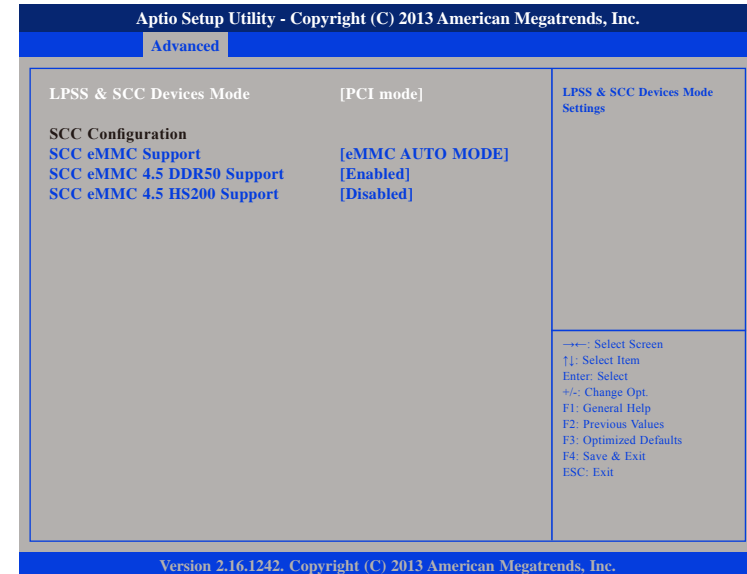 Aptio Setup Utility - Copyright (C) 2013 American Megatrends, Inc.
Advanced
LPSS & SCC Devices Mode [PCI mode]
SCC Configuration
SCC eMMC Support [eMMC AUTO MODE]
SCC eMMC 4.5 DDR50 Support [Enabled]
SCC eMMC 4.5 HS200 Support [Disabled]
LPSS & SCC Devices Mode
Settings
→←: Select Screen
↑↓: Select Item
Enter: Select
+/-: Change Opt.
F1: General Help
F2: Previous Values
F3: Optimized Defaults
F4: Save & Exit
ESC: Exit
Version 2.16.1242. Copyright (C) 2013 American Megatrends, Inc.